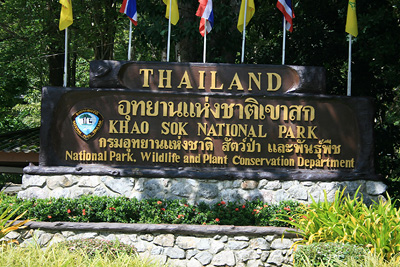 THAILAND
อุทยานแห่งชาติเขาสก
KHAO SOK NATIONAL PARK
กรมอุทยานแห่งชาติ สัตว์ป่า และพันธุ์พืช
National Park, Wildlife and Plant Conservation Department